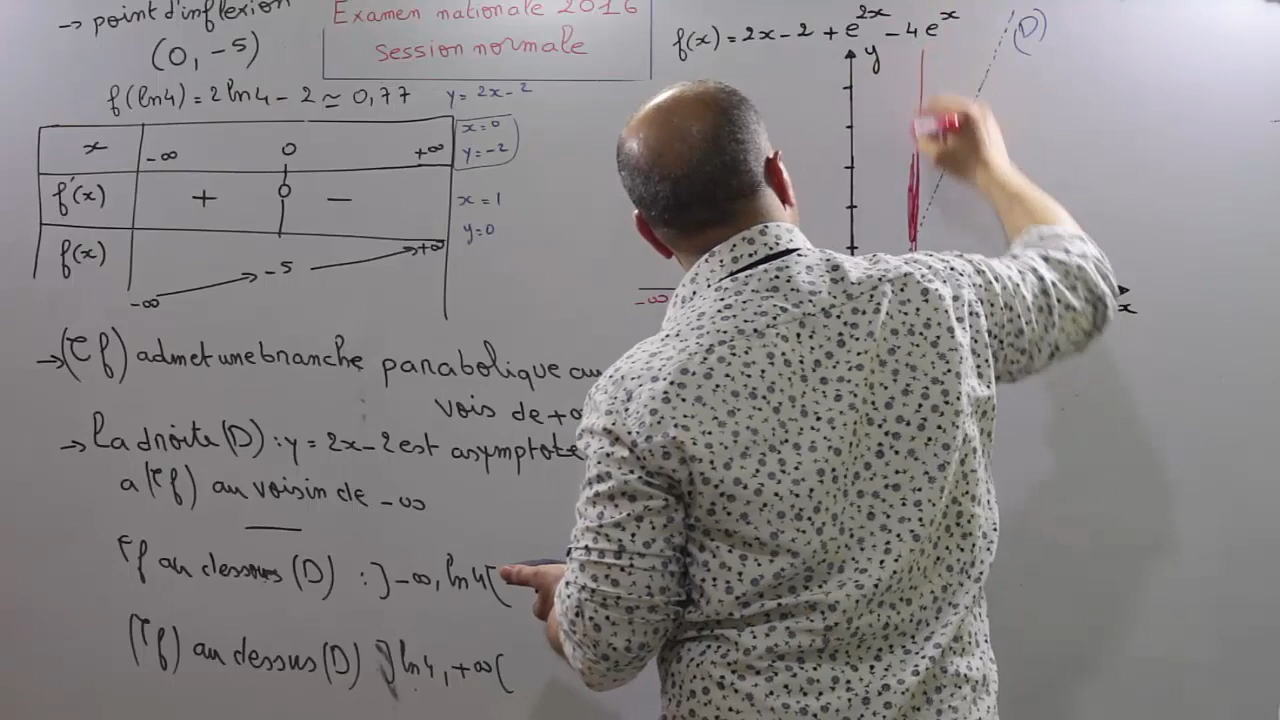 → point d'inflexion
(0, -5)
Examen nationale 2016
session normale
f(x) = 2x - 2 + e^2x - 4e^x
(D)
y
f(ln4) = 2ln4 - 2 ≃ 0,77
y = 2x - 2
x -∞ 0 +∞
x = 0
y = -2
f'(x) + 0 -
x = 1
y = 0
f(x) -∞ -5 +∞
-∞
x
→ (Cf) admet une branche parabolique au
vois de +∞
→ La droite (D) : y = 2x - 2 est asymptote
a (Cf) au voisin de -∞
Cf au dessous (D) : ]-∞, ln4[
(Cf) au dessus (D) ]ln4, +∞[